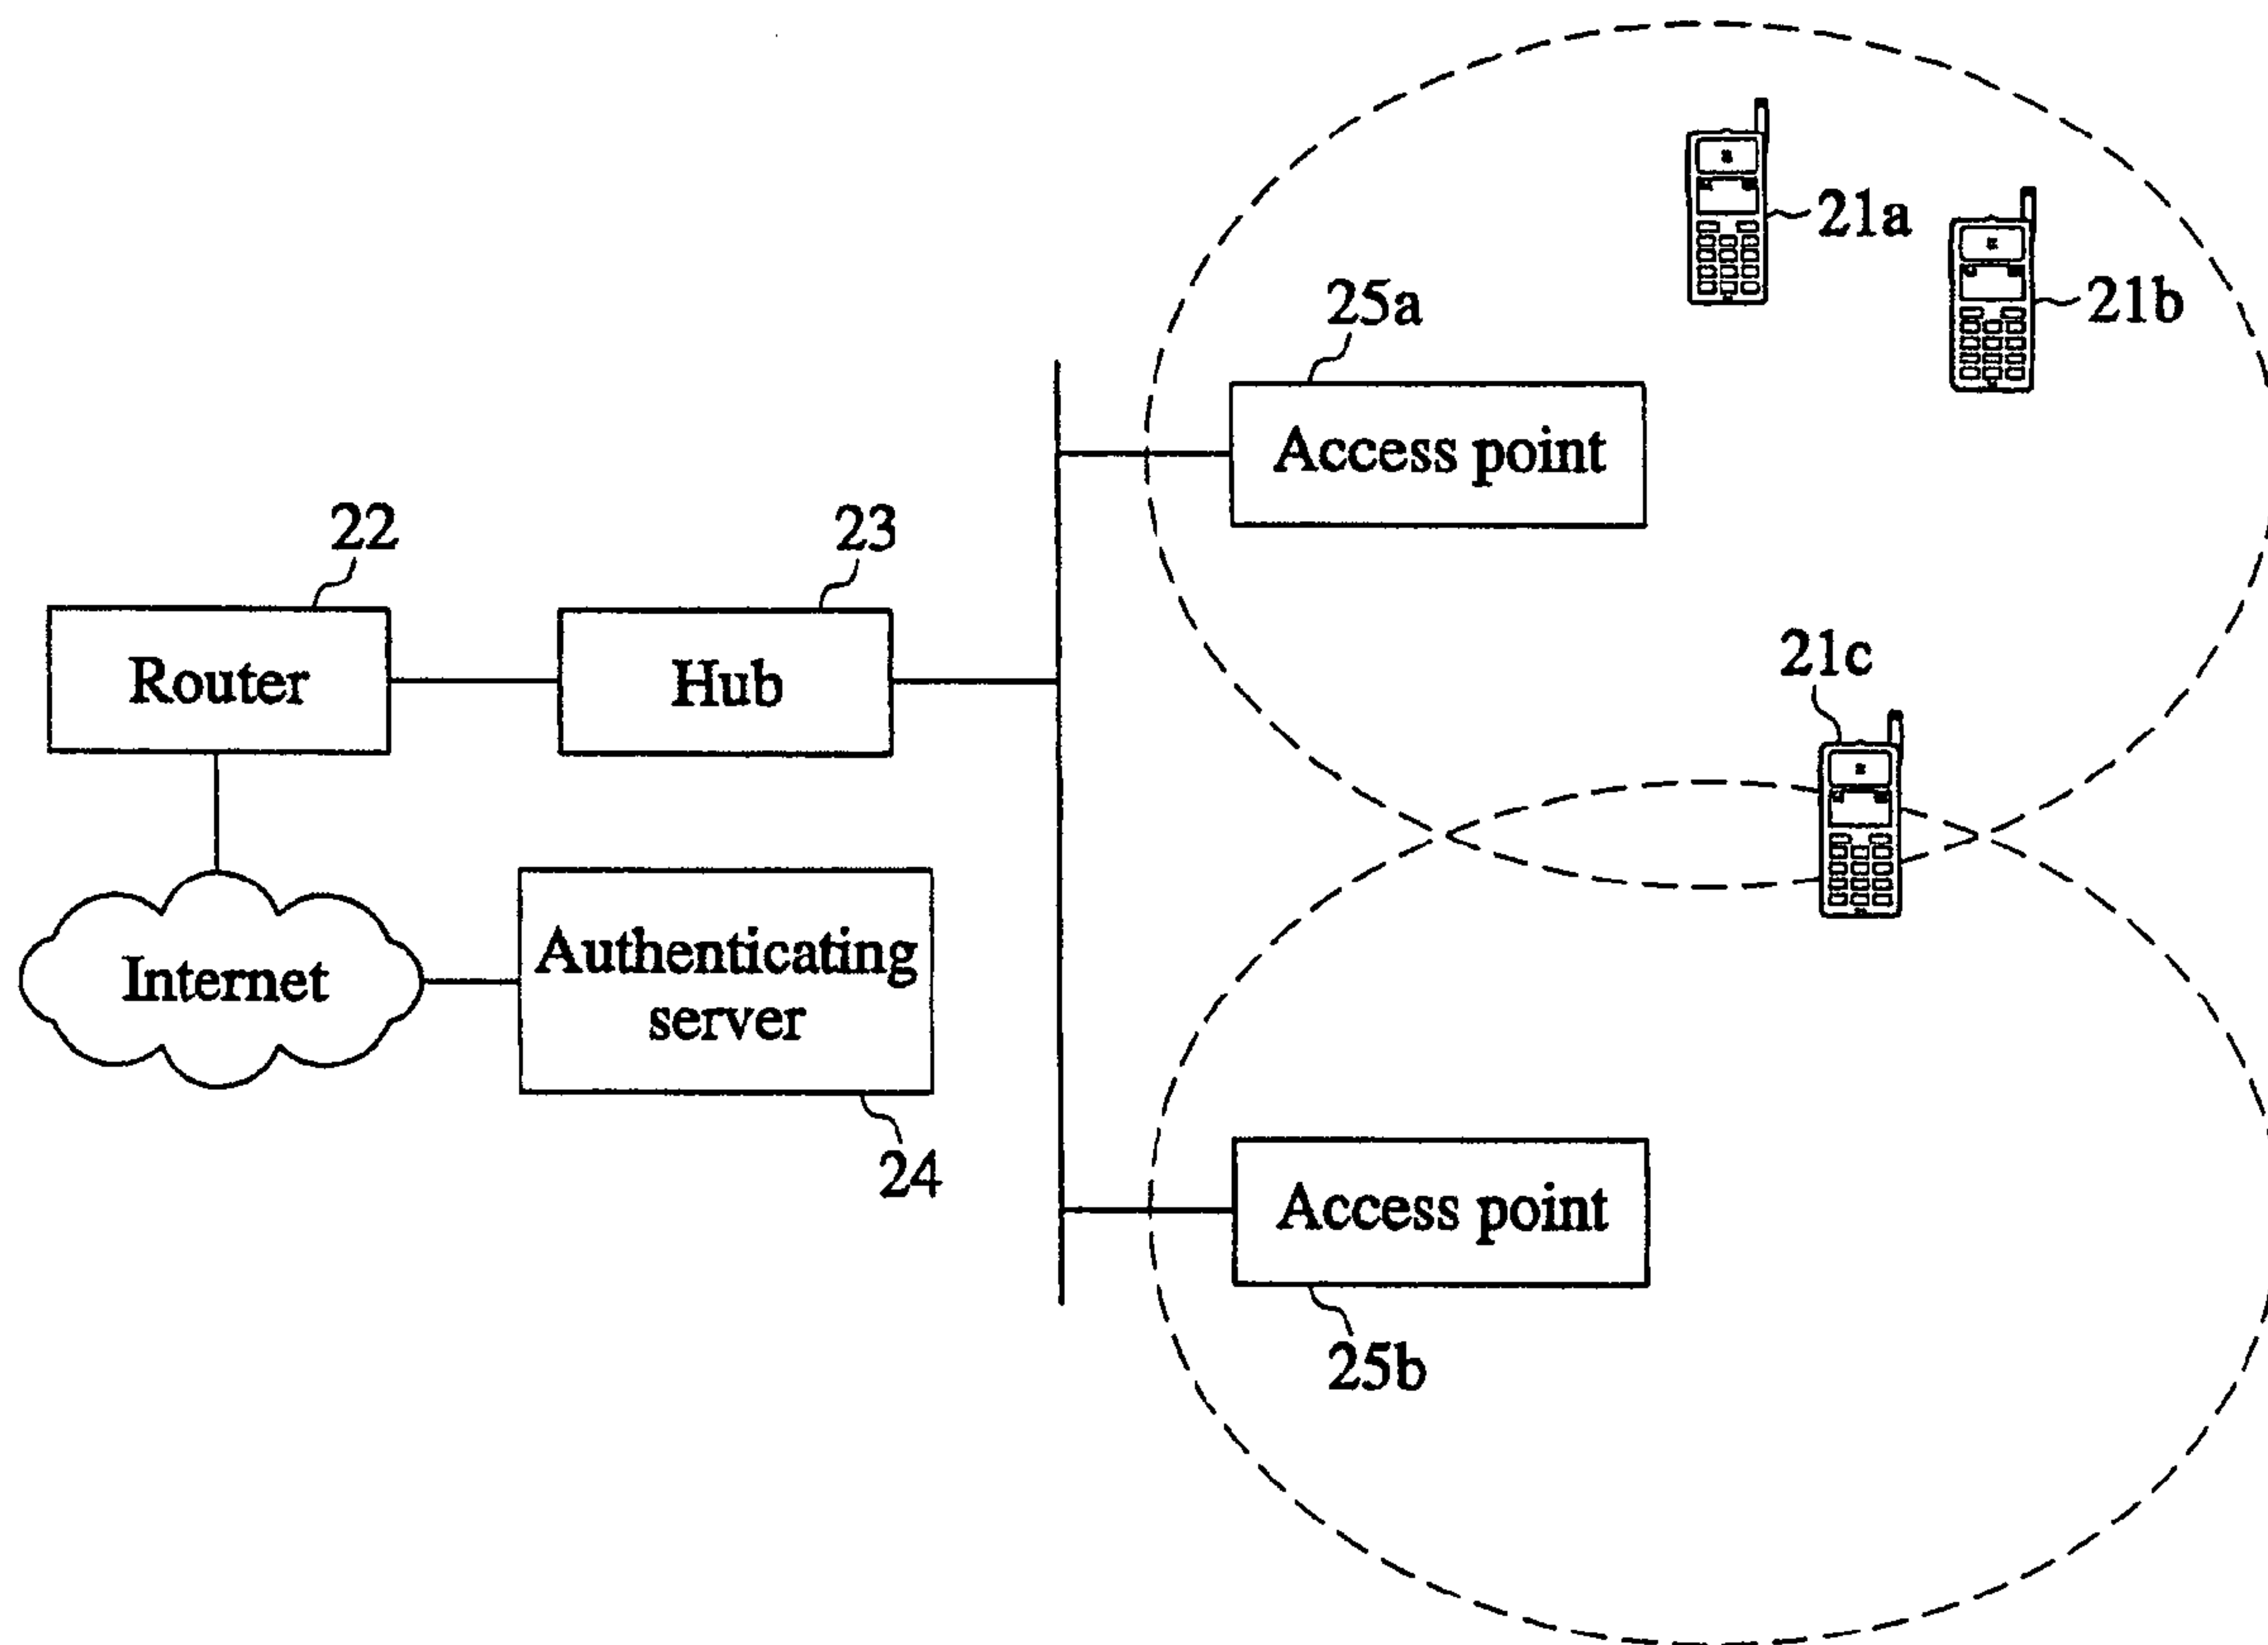 21a
21b
25a
Access point
22
23
21c
Router
Hub
Internet
Authenticating
server
24
Access point
25b